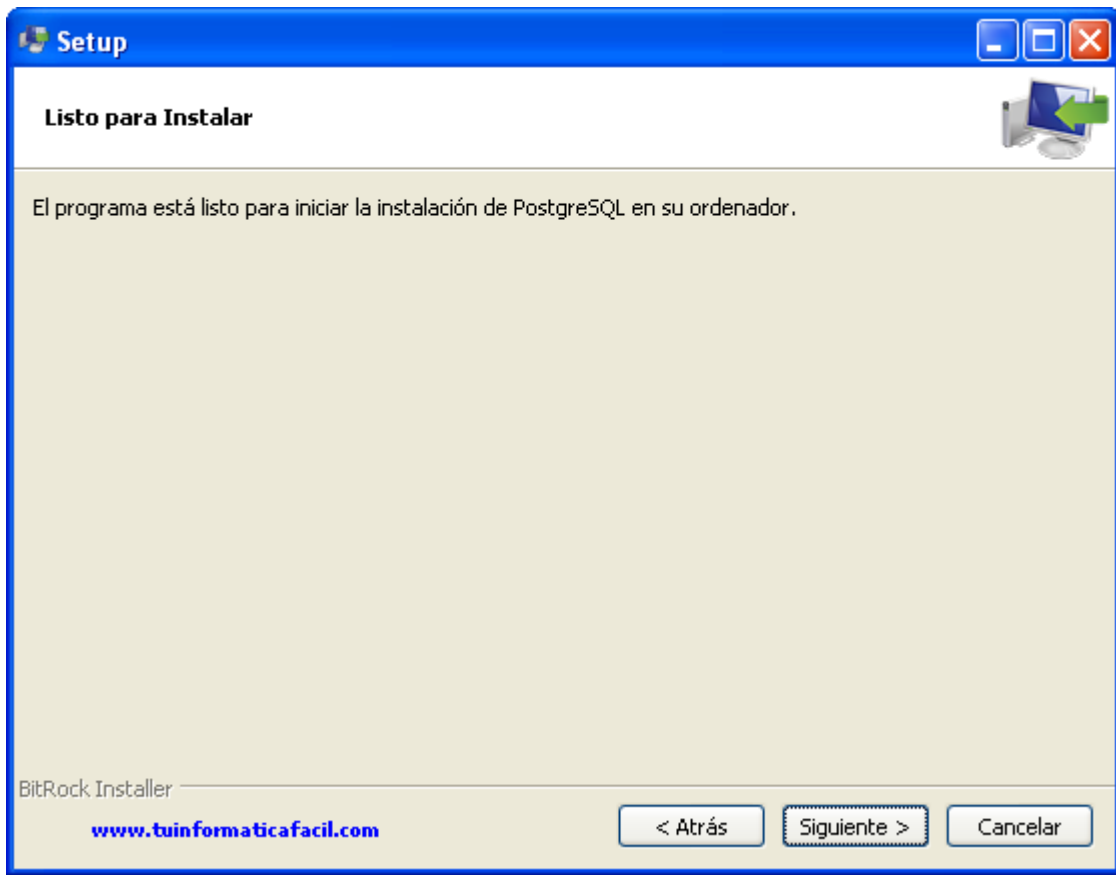 Setup
Listo para Instalar
El programa está listo para iniciar la instalación de PostgreSQL en su ordenador.
BitRock Installer
www.tuinformaticafacil.com
< Atrás
Siguiente >
Cancelar